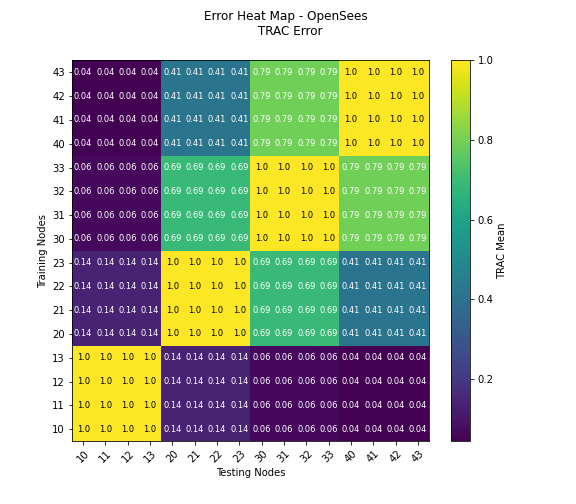 Error Heat Map - OpenSees
TRAC Error
43 0.04 0.04 0.04 0.04 0.41 0.41 0.41 0.41 0.79 0.79 0.79 0.79 1.0 1.0 1.0 1.0
42 0.04 0.04 0.04 0.04 0.41 0.41 0.41 0.41 0.79 0.79 0.79 0.79 1.0 1.0 1.0 1.0
41 0.04 0.04 0.04 0.04 0.41 0.41 0.41 0.41 0.79 0.79 0.79 0.79 1.0 1.0 1.0 1.0
40 0.04 0.04 0.04 0.04 0.41 0.41 0.41 0.41 0.79 0.79 0.79 0.79 1.0 1.0 1.0 1.0
33 0.06 0.06 0.06 0.06 0.69 0.69 0.69 0.69 1.0 1.0 1.0 1.0 0.79 0.79 0.79 0.79
32 0.06 0.06 0.06 0.06 0.69 0.69 0.69 0.69 1.0 1.0 1.0 1.0 0.79 0.79 0.79 0.79
31 0.06 0.06 0.06 0.06 0.69 0.69 0.69 0.69 1.0 1.0 1.0 1.0 0.79 0.79 0.79 0.79
30 0.06 0.06 0.06 0.06 0.69 0.69 0.69 0.69 1.0 1.0 1.0 1.0 0.79 0.79 0.79 0.79
23 0.14 0.14 0.14 0.14 1.0 1.0 1.0 1.0 0.69 0.69 0.69 0.69 0.41 0.41 0.41 0.41
22 0.14 0.14 0.14 0.14 1.0 1.0 1.0 1.0 0.69 0.69 0.69 0.69 0.41 0.41 0.41 0.41
21 0.14 0.14 0.14 0.14 1.0 1.0 1.0 1.0 0.69 0.69 0.69 0.69 0.41 0.41 0.41 0.41
20 0.14 0.14 0.14 0.14 1.0 1.0 1.0 1.0 0.69 0.69 0.69 0.69 0.41 0.41 0.41 0.41
13 1.0 1.0 1.0 1.0 0.14 0.14 0.14 0.14 0.06 0.06 0.06 0.06 0.04 0.04 0.04 0.04
12 1.0 1.0 1.0 1.0 0.14 0.14 0.14 0.14 0.06 0.06 0.06 0.06 0.04 0.04 0.04 0.04
11 1.0 1.0 1.0 1.0 0.14 0.14 0.14 0.14 0.06 0.06 0.06 0.06 0.04 0.04 0.04 0.04
10 1.0 1.0 1.0 1.0 0.14 0.14 0.14 0.14 0.06 0.06 0.06 0.06 0.04 0.04 0.04 0.04
10 11 12 13 20 21 22 23 30 31 32 33 40 41 42 43
Testing Nodes
Training Nodes
1.0
0.8
0.6
0.4
0.2
TRAC Mean